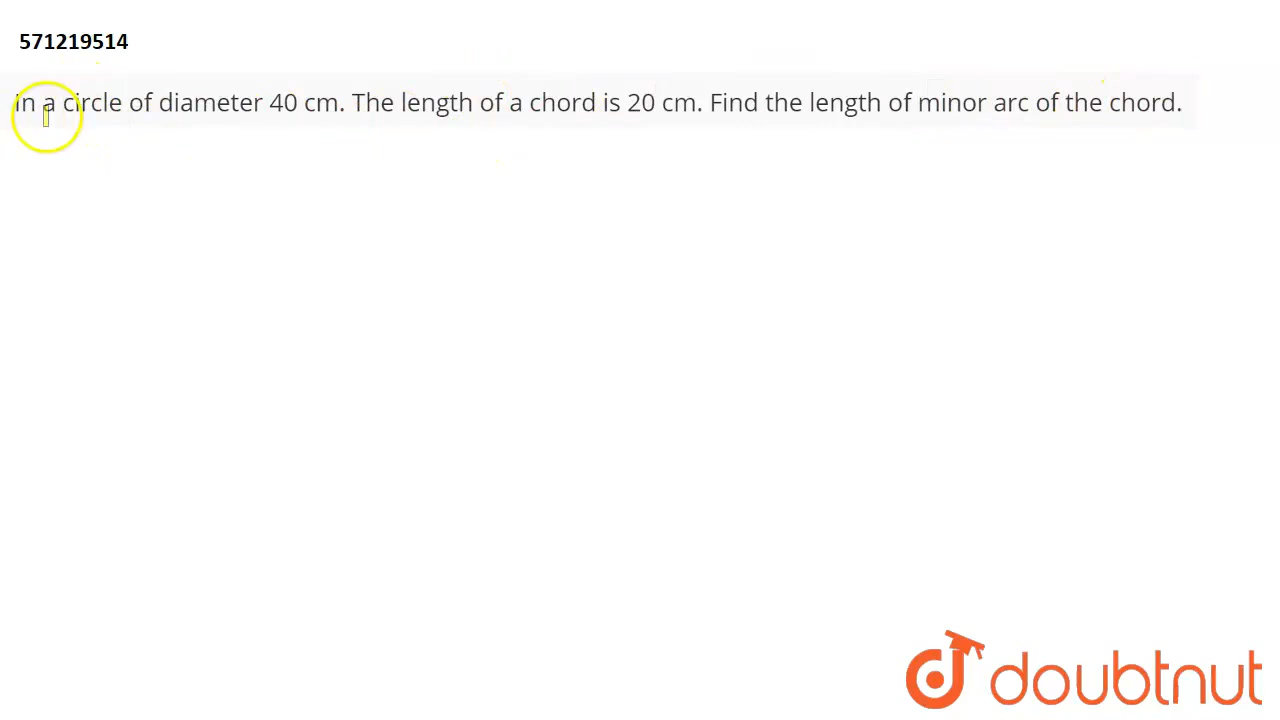 571219514
In a circle of diameter 40 cm. The length of a chord is 20 cm. Find the length of minor arc of the chord.
doubtnut